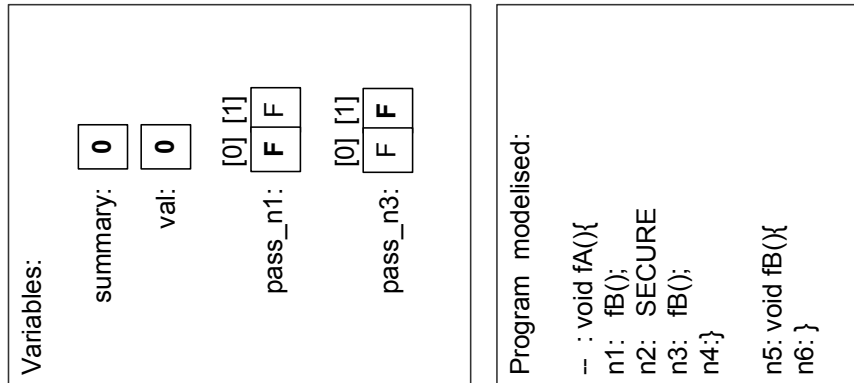 Variables:
summary: 0
val: 0
[0] [1]
pass_n1: F F
[0] [1]
pass_n3: F F
Program modelised:
-- : void fA(){
n1: fB();
n2: SECURE
n3: fB();
n4:}
n5: void fB(){
n6: }